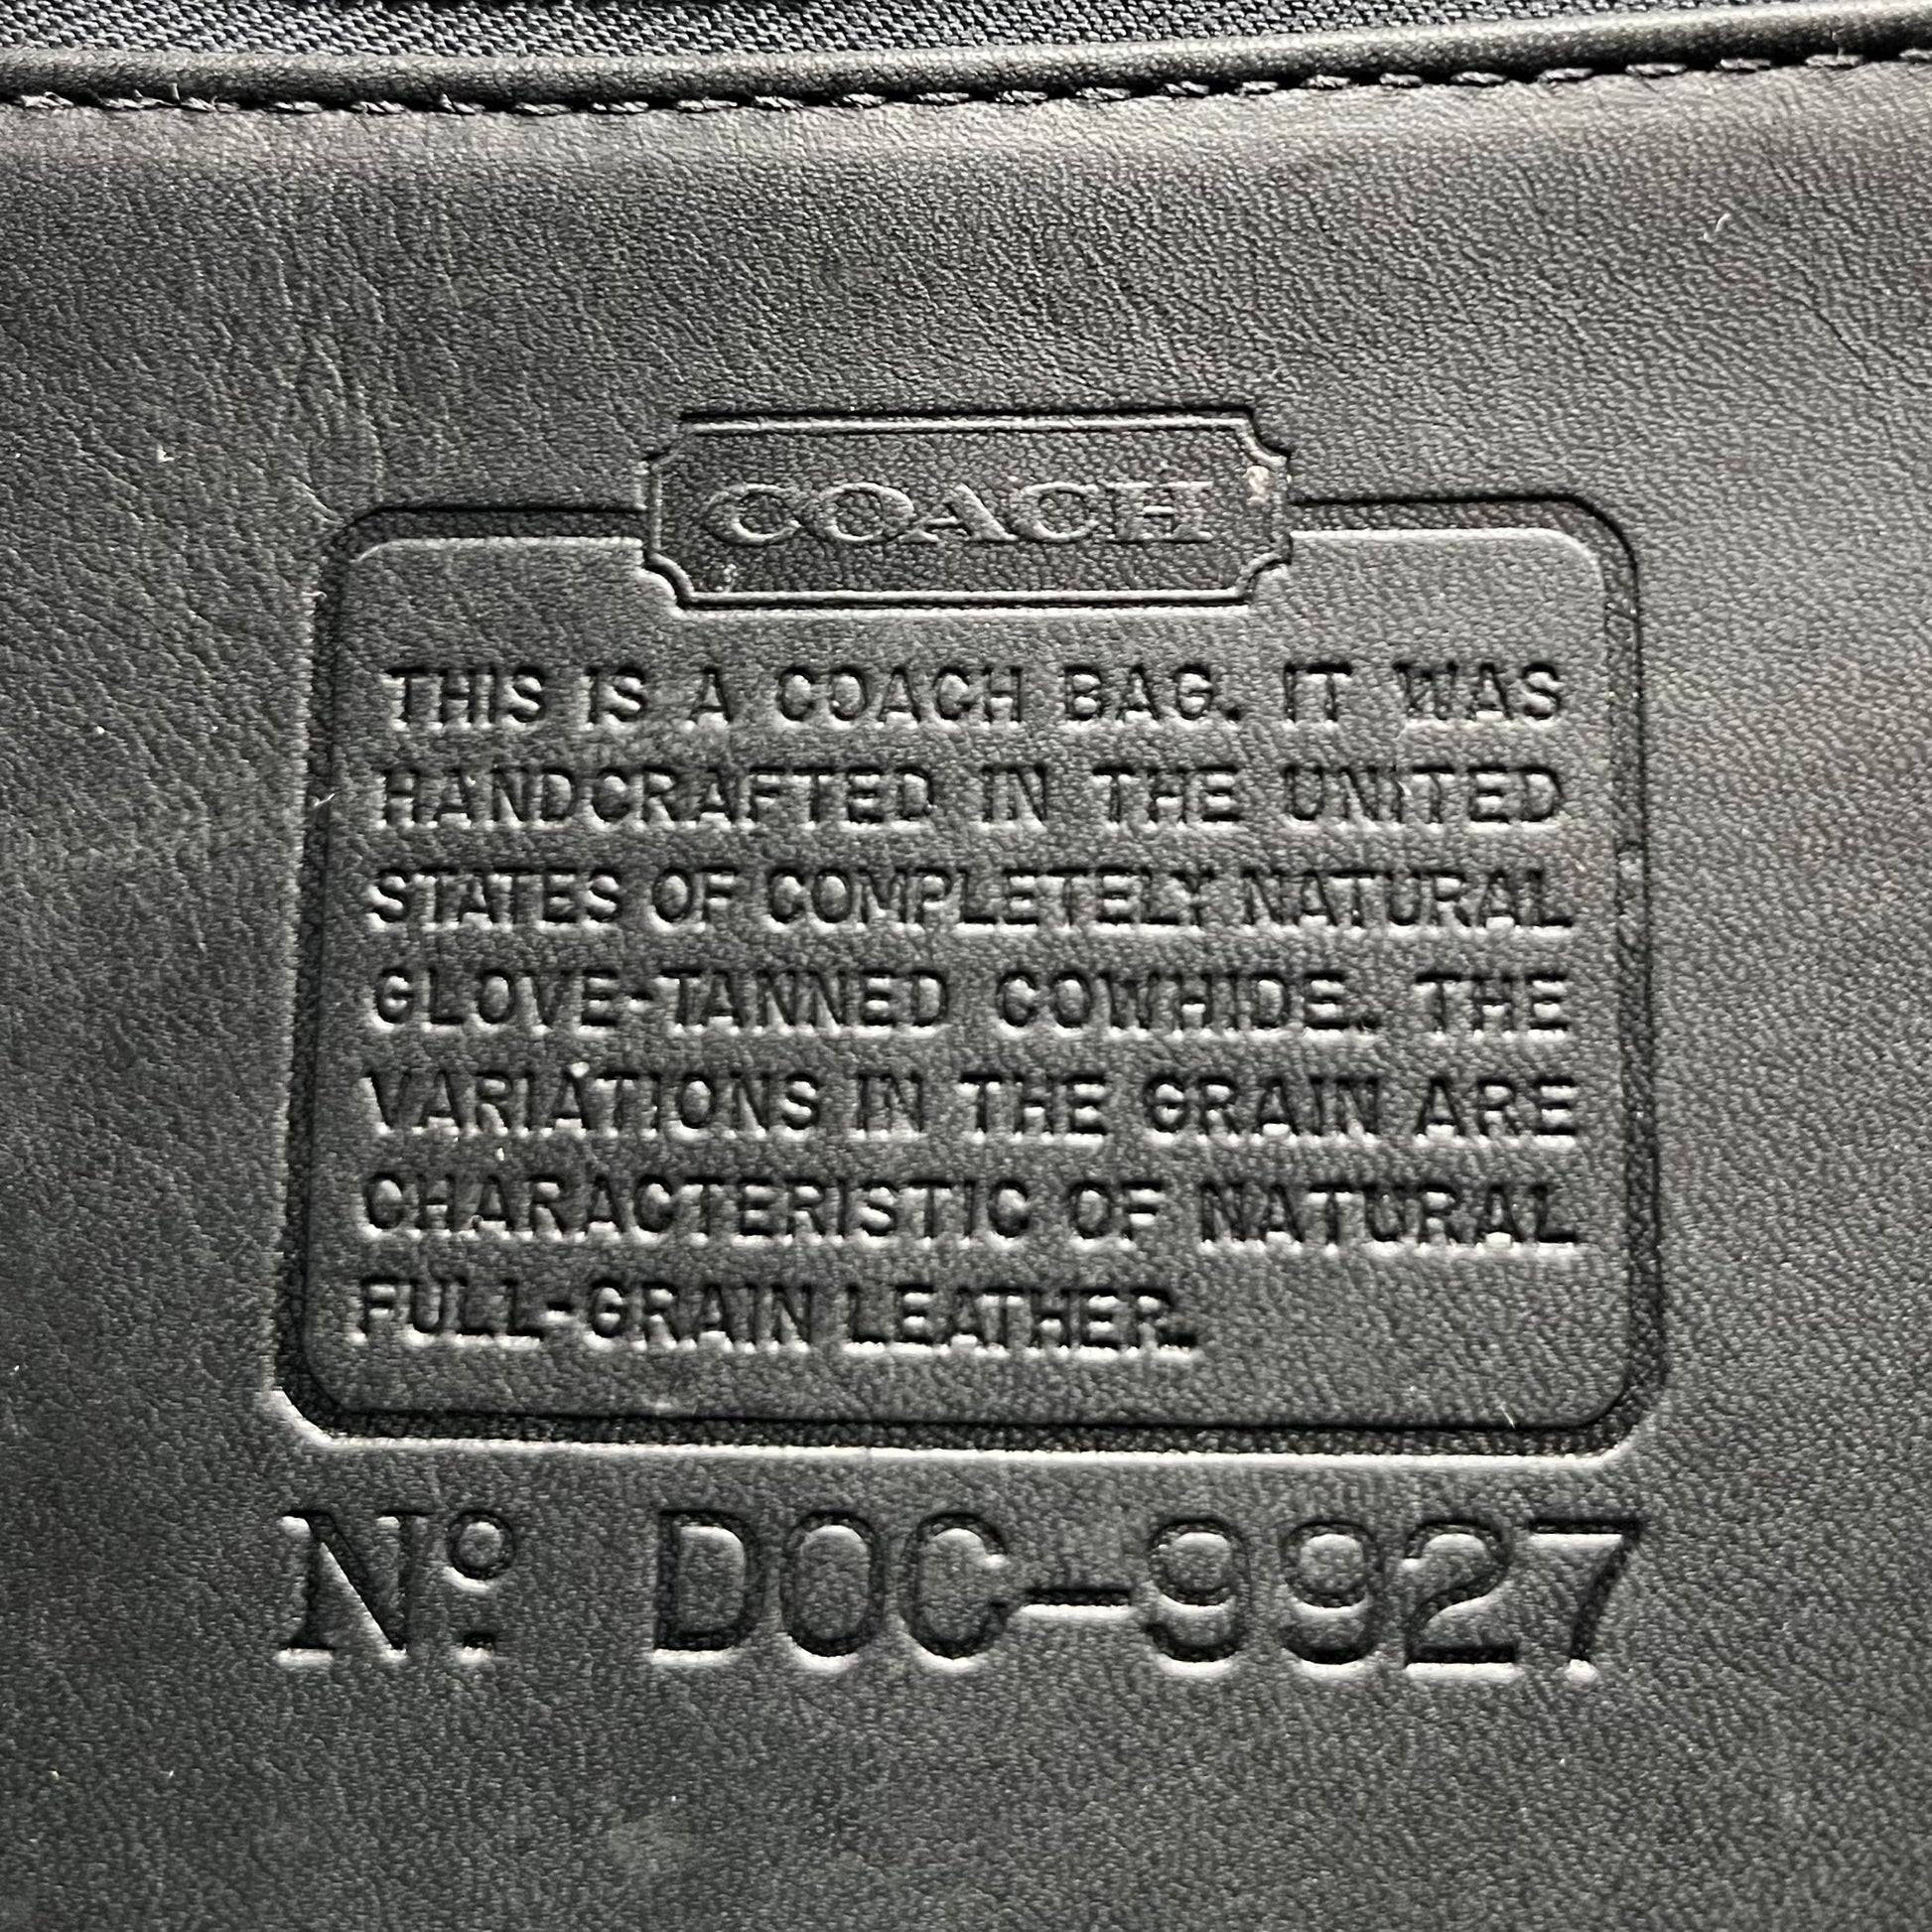 COACH
THIS IS A COACH BAG. IT WAS
HANDCRAFTED IN THE UNITED
STATES OF COMPLETELY NATURAL
GLOVE-TANNED COWHIDE. THE
VARIATIONS IN THE GRAIN ARE
CHARACTERISTIC OF NATURAL
FULL-GRAIN LEATHER.
Nº. D0C-9927